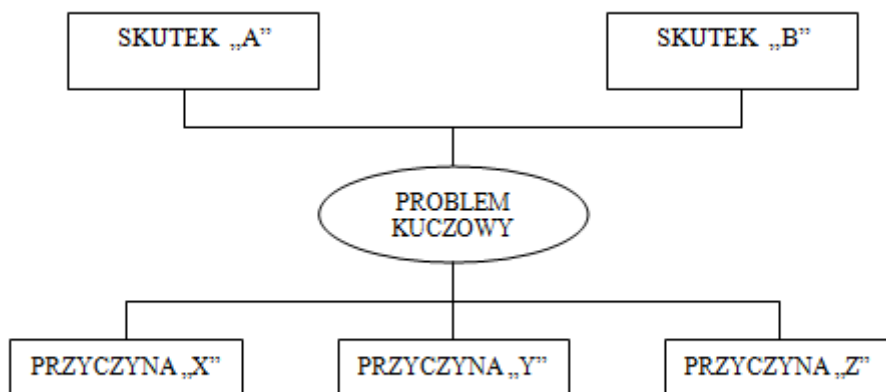 SKUTEK „A”
SKUTEK „B”
PROBLEM
KUCZOWY
PRZYCZYNA „X”
PRZYCZYNA „Y”
PRZYCZYNA „Z”